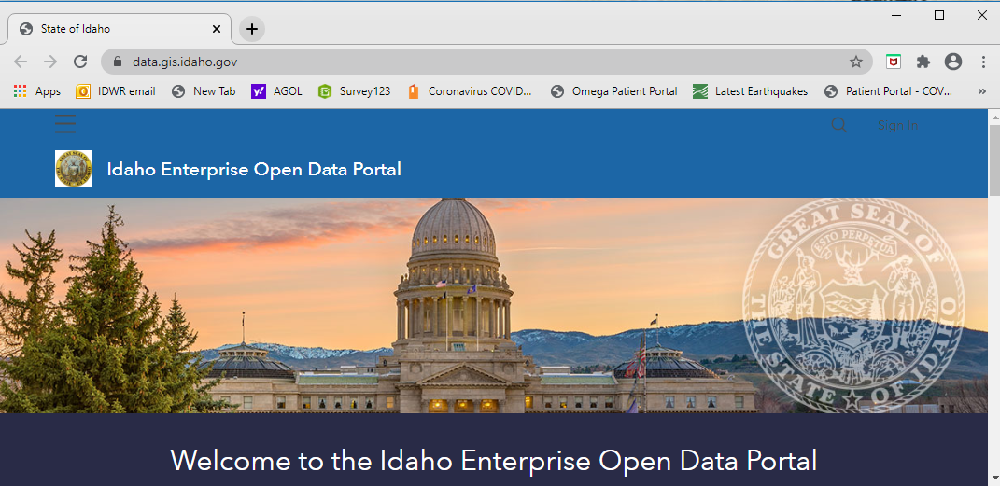 State of Idaho
data.gis.idaho.gov
Apps IDWR email New Tab AGOL Survey123 Coronavirus COVID... Omega Patient Portal Latest Earthquakes Patient Portal - COV... »
Sign In
Idaho Enterprise Open Data Portal
GREAT SEAL OF
ESTO PERPETUA
THE STATE OF IDAHO
Welcome to the Idaho Enterprise Open Data Portal